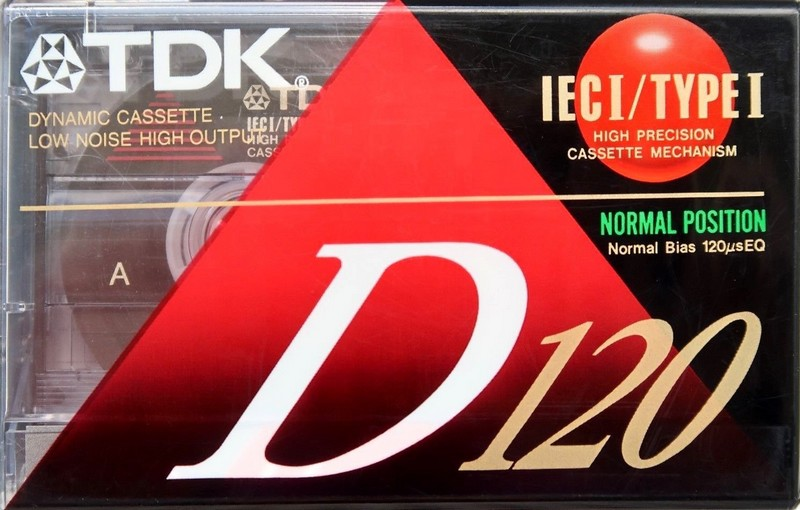 TDK®
DYNAMIC CASSETTE
LOW NOISE HIGH OUTPUT
IEC I/TYPE I
HIGH PRECISION
CASSETTE MECHANISM
NORMAL POSITION
Normal Bias 120μsEQ
A
D120